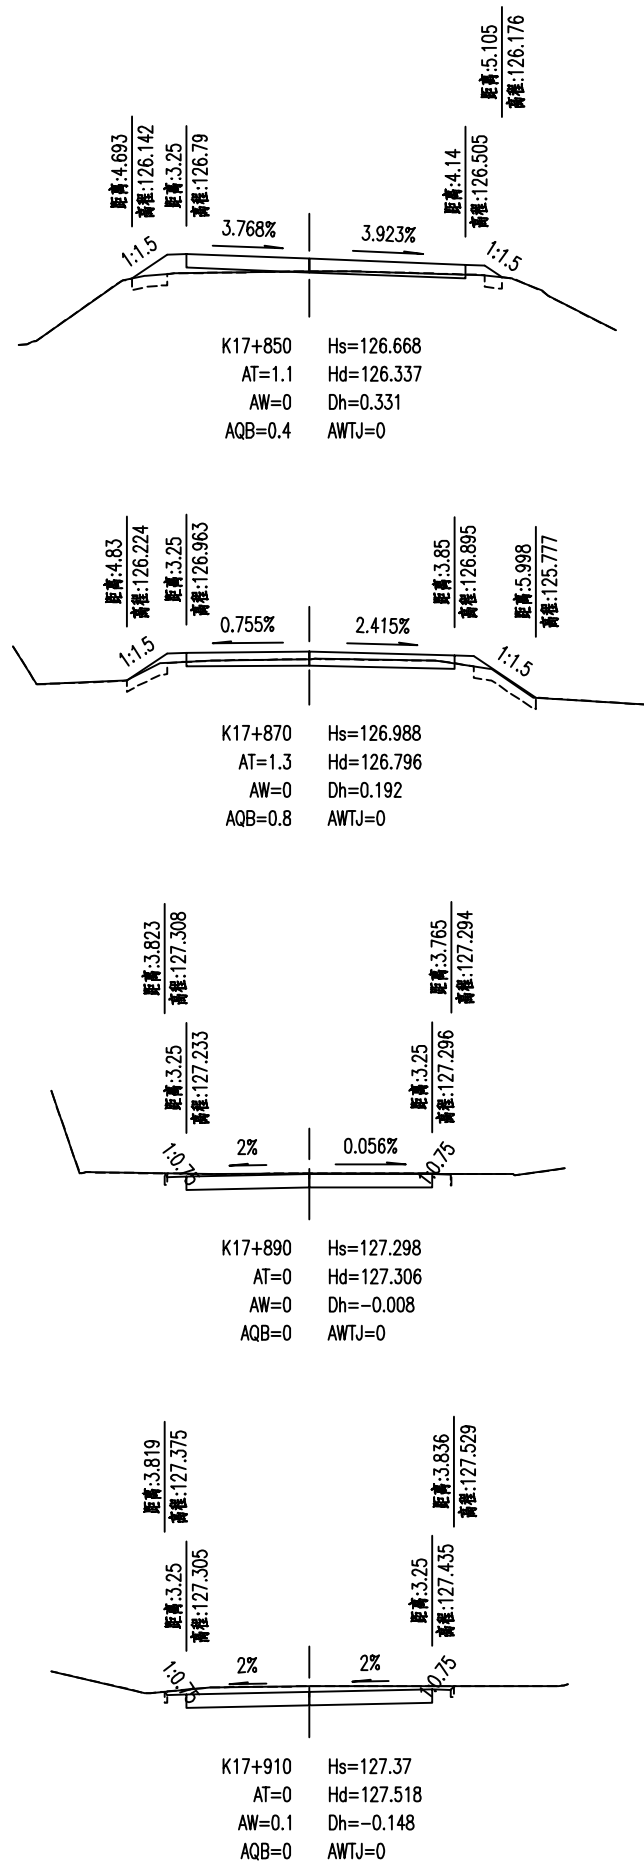 距离:4.693
高程:126.142
距离:3.25
高程:126.79
距离:4.14
高程:126.505
距离:5.105
高程:126.176
1:1.5
3.768%
3.923%
1:1.5
K17+850 Hs=126.668
AT=1.1 Hd=126.337
AW=0 Dh=0.331
AQB=0.4 AWTJ=0
距离:4.83
高程:126.224
距离:3.25
高程:126.963
距离:3.85
高程:126.895
距离:5.998
高程:125.777
1:1.5
0.755%
2.415%
1:1.5
K17+870 Hs=126.988
AT=1.3 Hd=126.796
AW=0 Dh=0.192
AQB=0.8 AWTJ=0
距离:3.823
高程:127.308
距离:3.765
高程:127.294
距离:3.25
高程:127.233
距离:3.25
高程:127.296
1:0.75
2%
0.056%
1:0.75
K17+890 Hs=127.298
AT=0 Hd=127.306
AW=0 Dh=-0.008
AQB=0 AWTJ=0
距离:3.819
高程:127.375
距离:3.836
高程:127.529
距离:3.25
高程:127.305
距离:3.25
高程:127.435
1:0.75
2%
2%
1:0.75
K17+910 Hs=127.37
AT=0 Hd=127.518
AW=0.1 Dh=-0.148
AQB=0 AWTJ=0